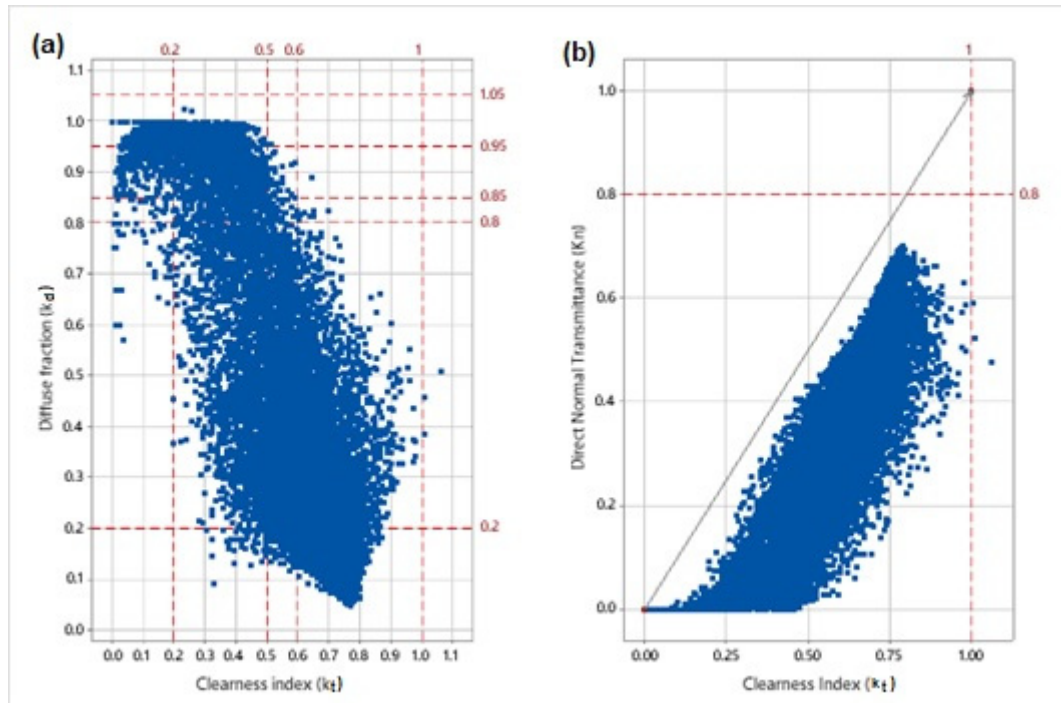 (a)
0.2 0.5 0.6 1
1.1
1.0
0.9
0.8
0.7
0.6
0.5
0.4
0.3
0.2
0.1
0.0
1.05
0.95
0.85
0.8
0.2
Diffuse fraction (kd)
0.0 0.1 0.2 0.3 0.4 0.5 0.6 0.7 0.8 0.9 1.0 1.1
Clearness index (kt)
(b)
1
1.0
0.8
0.6
0.4
0.2
0.0
0.8
Direct Normal Transmittance (Kn)
0.00 0.25 0.50 0.75 1.00
Clearness Index (kt)